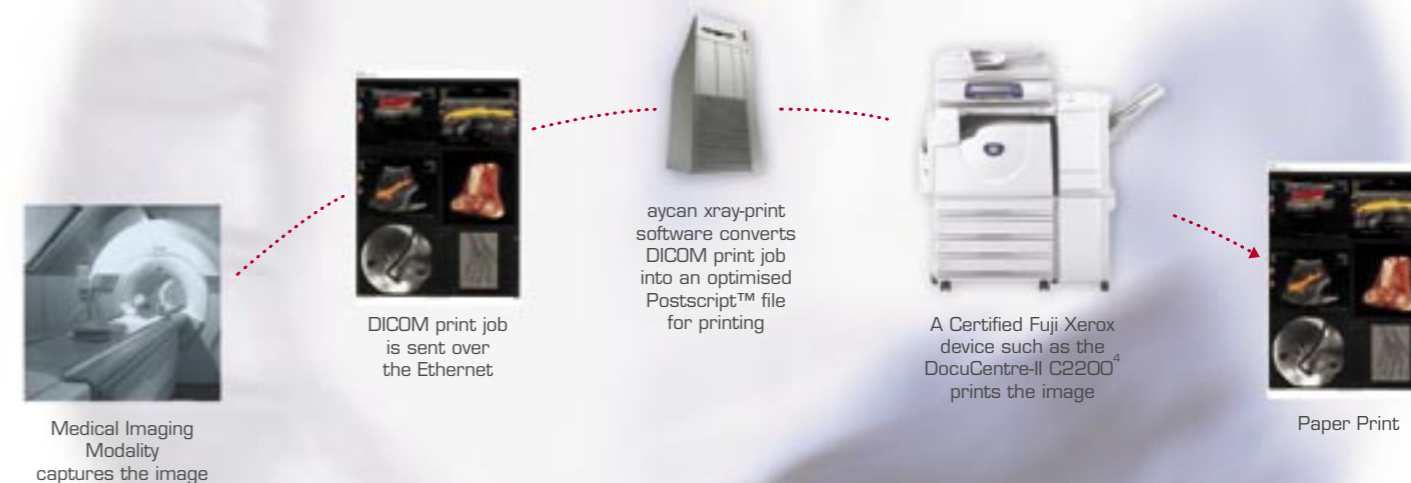 Medical Imaging
Modality
captures the image
DICOM print job
is sent over
the Ethernet
aycan xray-print
software converts
DICOM print job
into an optimised
Postscript™ file
for printing
A Certified Fuji Xerox
device such as the
DocuCentre-II C2200⁴
prints the image
Paper Print